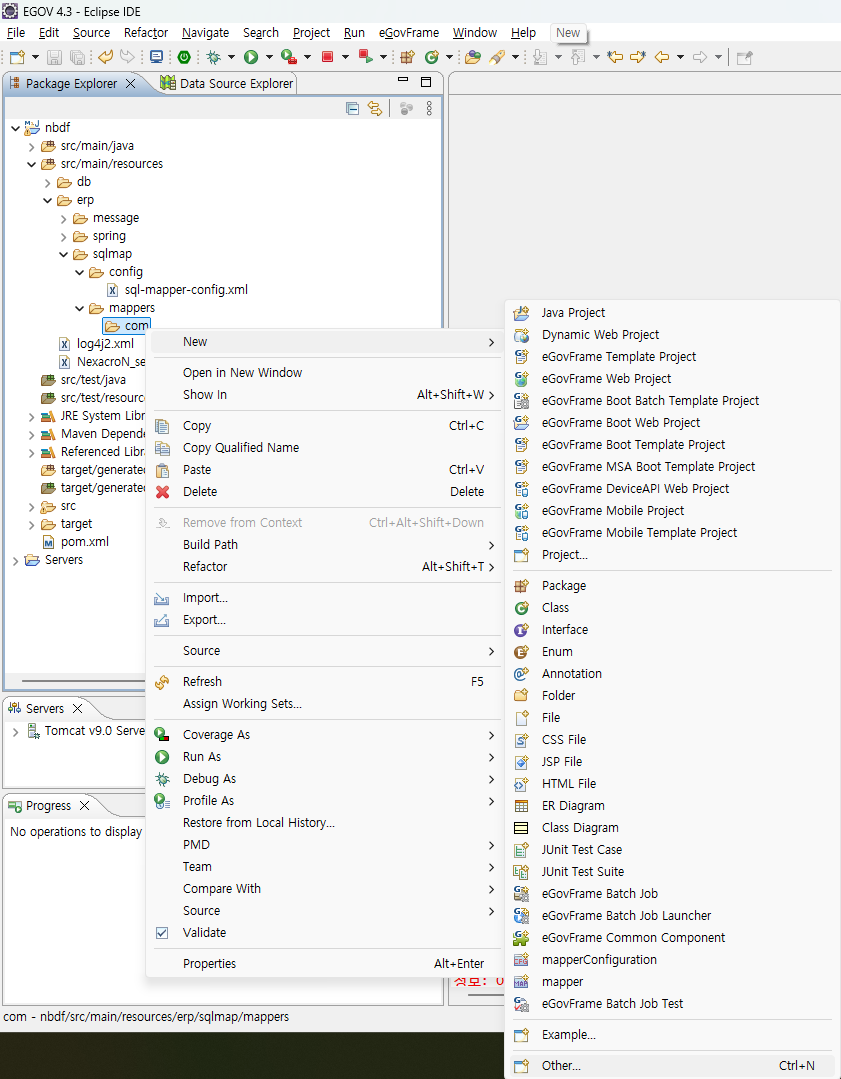 EGOV 4.3 - Eclipse IDE
File Edit Source Refactor Navigate Search Project Run eGovFrame Window Help New
Package Explorer
Data Source Explorer
nbdf
src/main/java
src/main/resources
db
erp
message
spring
sqlmap
config
sql-mapper-config.xml
mappers
com
log4j2.xml
NexacroN_se
src/test/java
src/test/resourc
JRE System Libr
Maven Depende
Referenced Libr
target/generated
target/generated
src
target
pom.xml
Servers
Servers
Tomcat v9.0 Serve
Progress
No operations to display
com - nbdf/src/main/resources/erp/sqlmap/mappers
New
Open in New Window
Show In Alt+Shift+W
Copy Ctrl+C
Copy Qualified Name
Paste Ctrl+V
Delete Delete
Remove from Context Ctrl+Alt+Shift+Down
Build Path
Refactor Alt+Shift+T
Import...
Export...
Source
Refresh F5
Assign Working Sets...
Coverage As
Run As
Debug As
Profile As
Restore from Local History...
PMD
Team
Compare With
Source
Validate
Properties Alt+Enter
Java Project
Dynamic Web Project
eGovFrame Template Project
eGovFrame Web Project
eGovFrame Boot Batch Template Project
eGovFrame Boot Web Project
eGovFrame Boot Template Project
eGovFrame MSA Boot Template Project
eGovFrame DeviceAPI Web Project
eGovFrame Mobile Project
eGovFrame Mobile Template Project
Project...
Package
Class
Interface
Enum
Annotation
Folder
File
CSS File
JSP File
HTML File
ER Diagram
Class Diagram
JUnit Test Case
JUnit Test Suite
eGovFrame Batch Job
eGovFrame Batch Job Launcher
eGovFrame Common Component
mapperConfiguration
mapper
eGovFrame Batch Job Test
Example...
Other... Ctrl+N